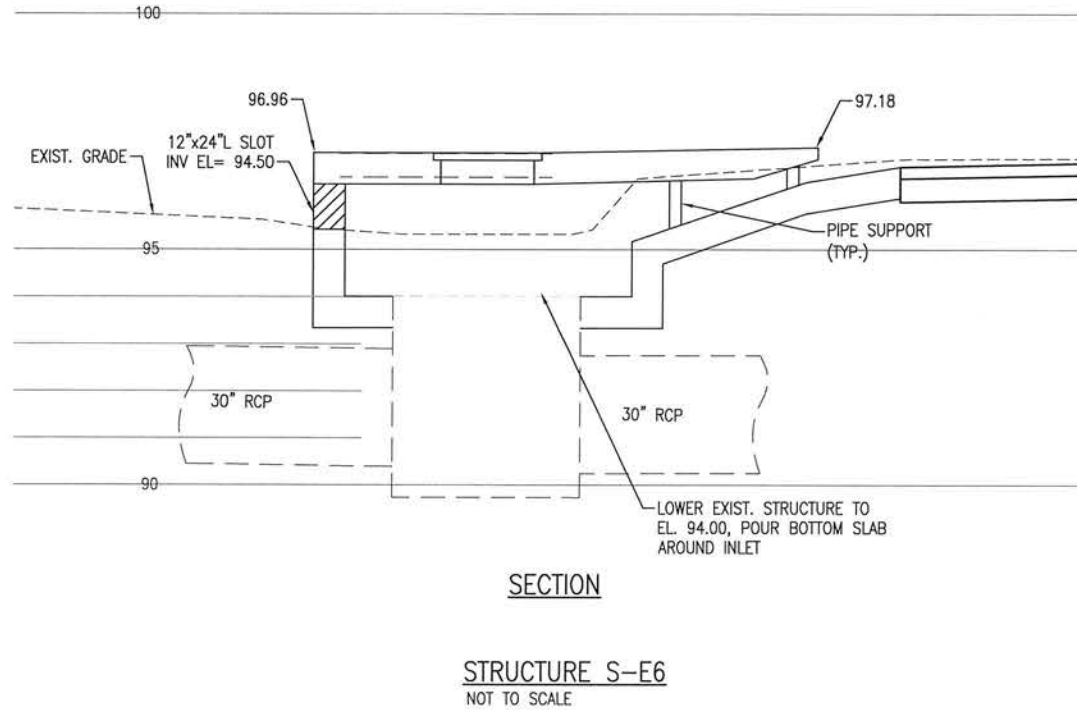 100
96.96
97.18
12"x24"L SLOT
INV EL= 94.50
EXIST. GRADE
PIPE SUPPORT
(TYP.)
95
30" RCP
30" RCP
90
LOWER EXIST. STRUCTURE TO
EL. 94.00, POUR BOTTOM SLAB
AROUND INLET
SECTION
STRUCTURE S-E6
NOT TO SCALE